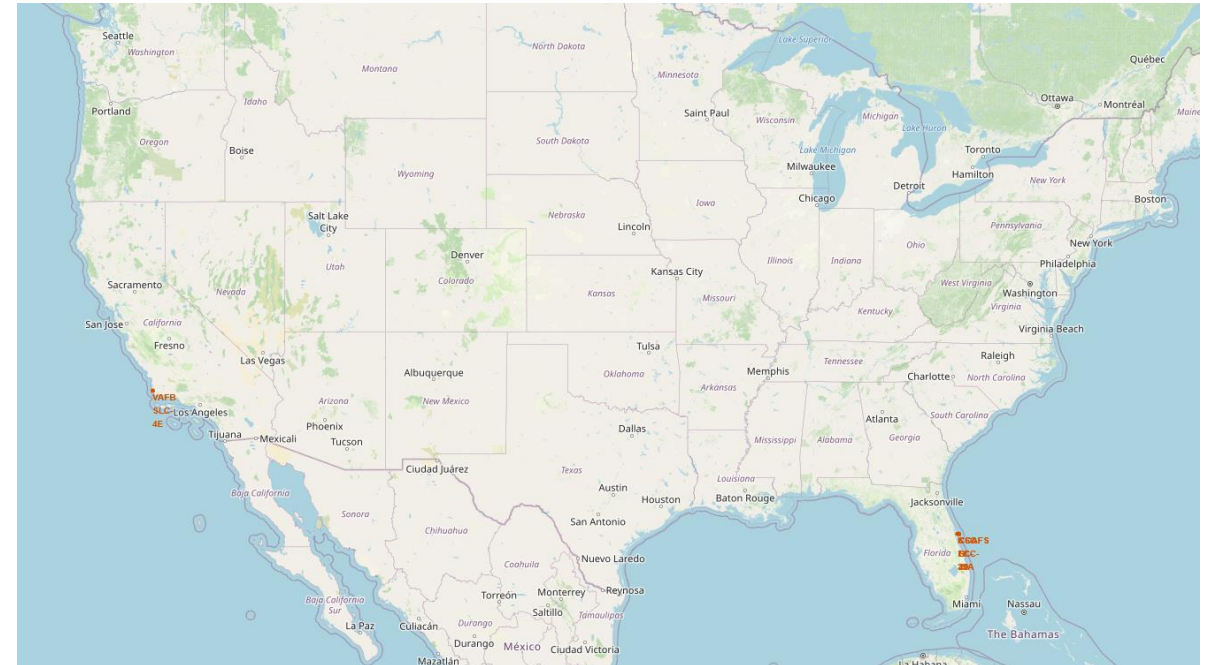 Seattle
Washington
North Dakota
Montana
Minnesota
Lake Superior
Québec
Ottawa
Montréal
Maine
Portland
Idaho
Oregon
Boise
South Dakota
Saint Paul
Wisconsin
Michigan
Lake Huron
Toronto
Lake Michigan
Wyoming
Milwaukee
Hamilton
New York
Detroit
Boston
Chicago
Iowa
Nebraska
Salt Lake
City
Lincoln
Pennsylvania
Ohio
New York
Denver
Utah
Colorado
Illinois
Indiana
Philadelphia
Kansas City
Sacramento
Nevada
Kansas
Missouri
West Virginia
Washington
Virginia
Kentucky
San Jose
California
Virginia Beach
Fresno
Las Vegas
Tulsa
Raleigh
Tennessee
Albuquerque
Oklahoma
Memphis
Charlotte
North Carolina
Arkansas
VAFB
SLC-
4E
Los Angeles
Arizona
New Mexico
Phoenix
Atlanta
South Carolina
Dallas
Tijuana
Mexicali
Tucson
Mississippi
Alabama
Georgia
Ciudad Juárez
Texas
Louisiana
Baja California
Austin
Houston
Baton Rouge
Jacksonville
Sonora
San Antonio
Chihuahua
Florida
Nuevo Laredo
Coahuila
Torreón
Monterrey
Reynosa
Baja California
Sur
Saltillo
Tamaulipas
Miami
Nassau
La Paz
Culiacán
Durango
Durango
México
Ciudad Victoria
The Bahamas
Mazatlán
La Habana